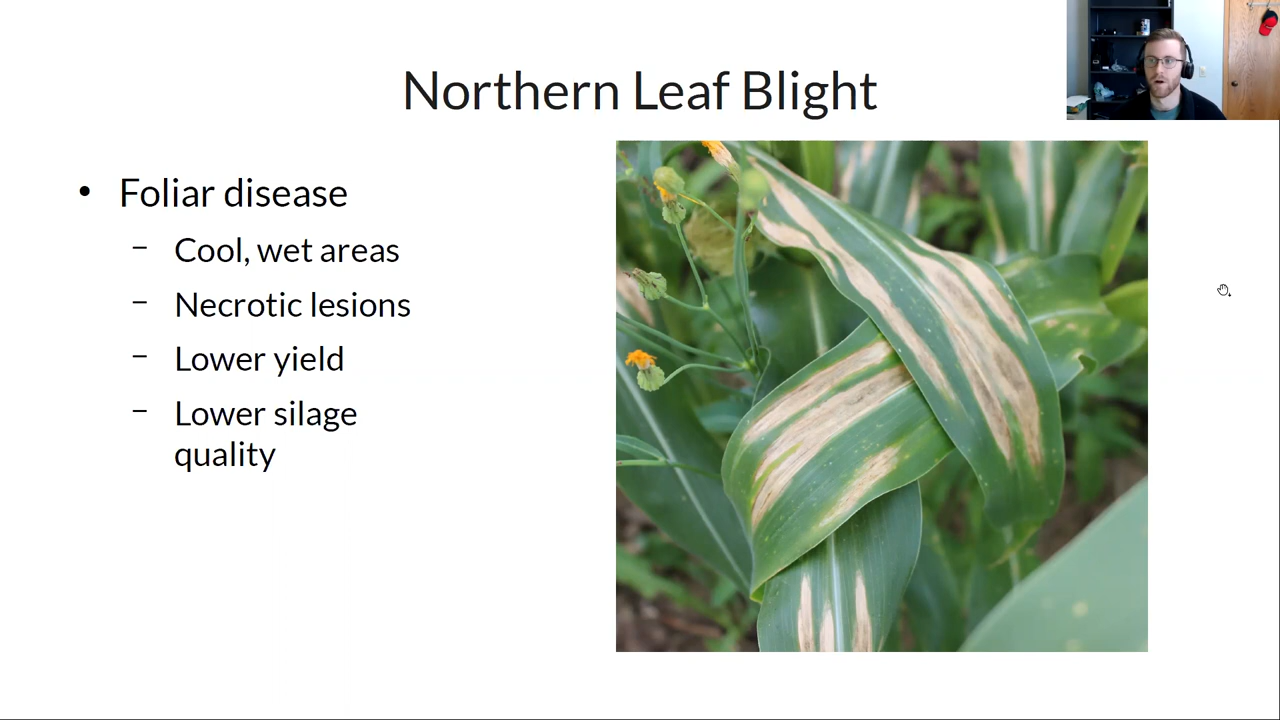 Northern Leaf Blight
• Foliar disease
– Cool, wet areas
– Necrotic lesions
– Lower yield
– Lower silage
quality